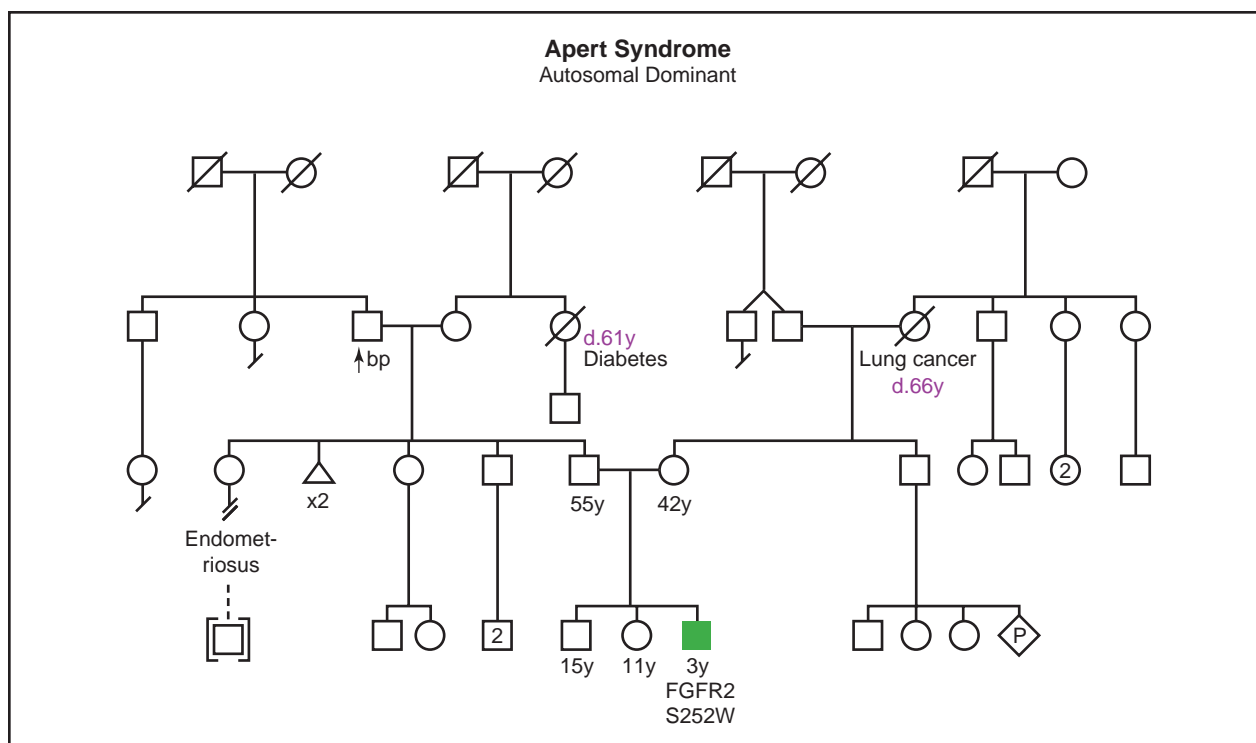 Apert Syndrome
Autosomal Dominant
d.61y
↑bp
Diabetes
Lung cancer
d.66y
2
x2
55y
42y
Endomet-
riosus
2
P
15y
11y
3y
FGFR2
S252W